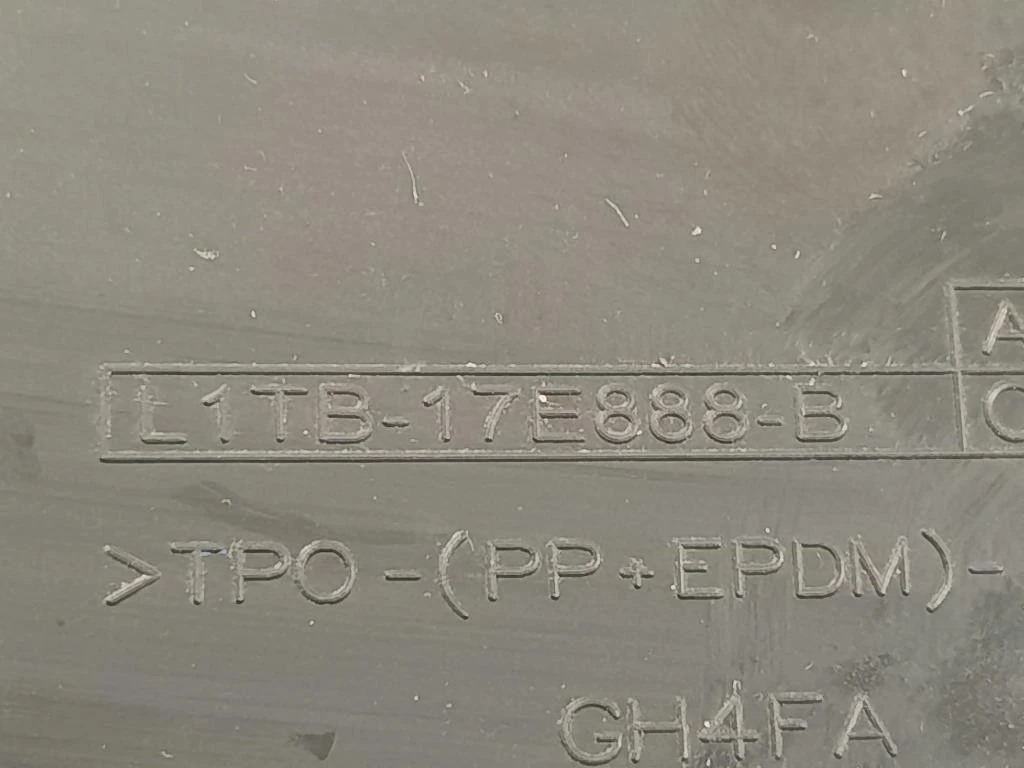 A
L1TB-17E888-B
C
>TPO-(PP+EPDM)-
GH4FA